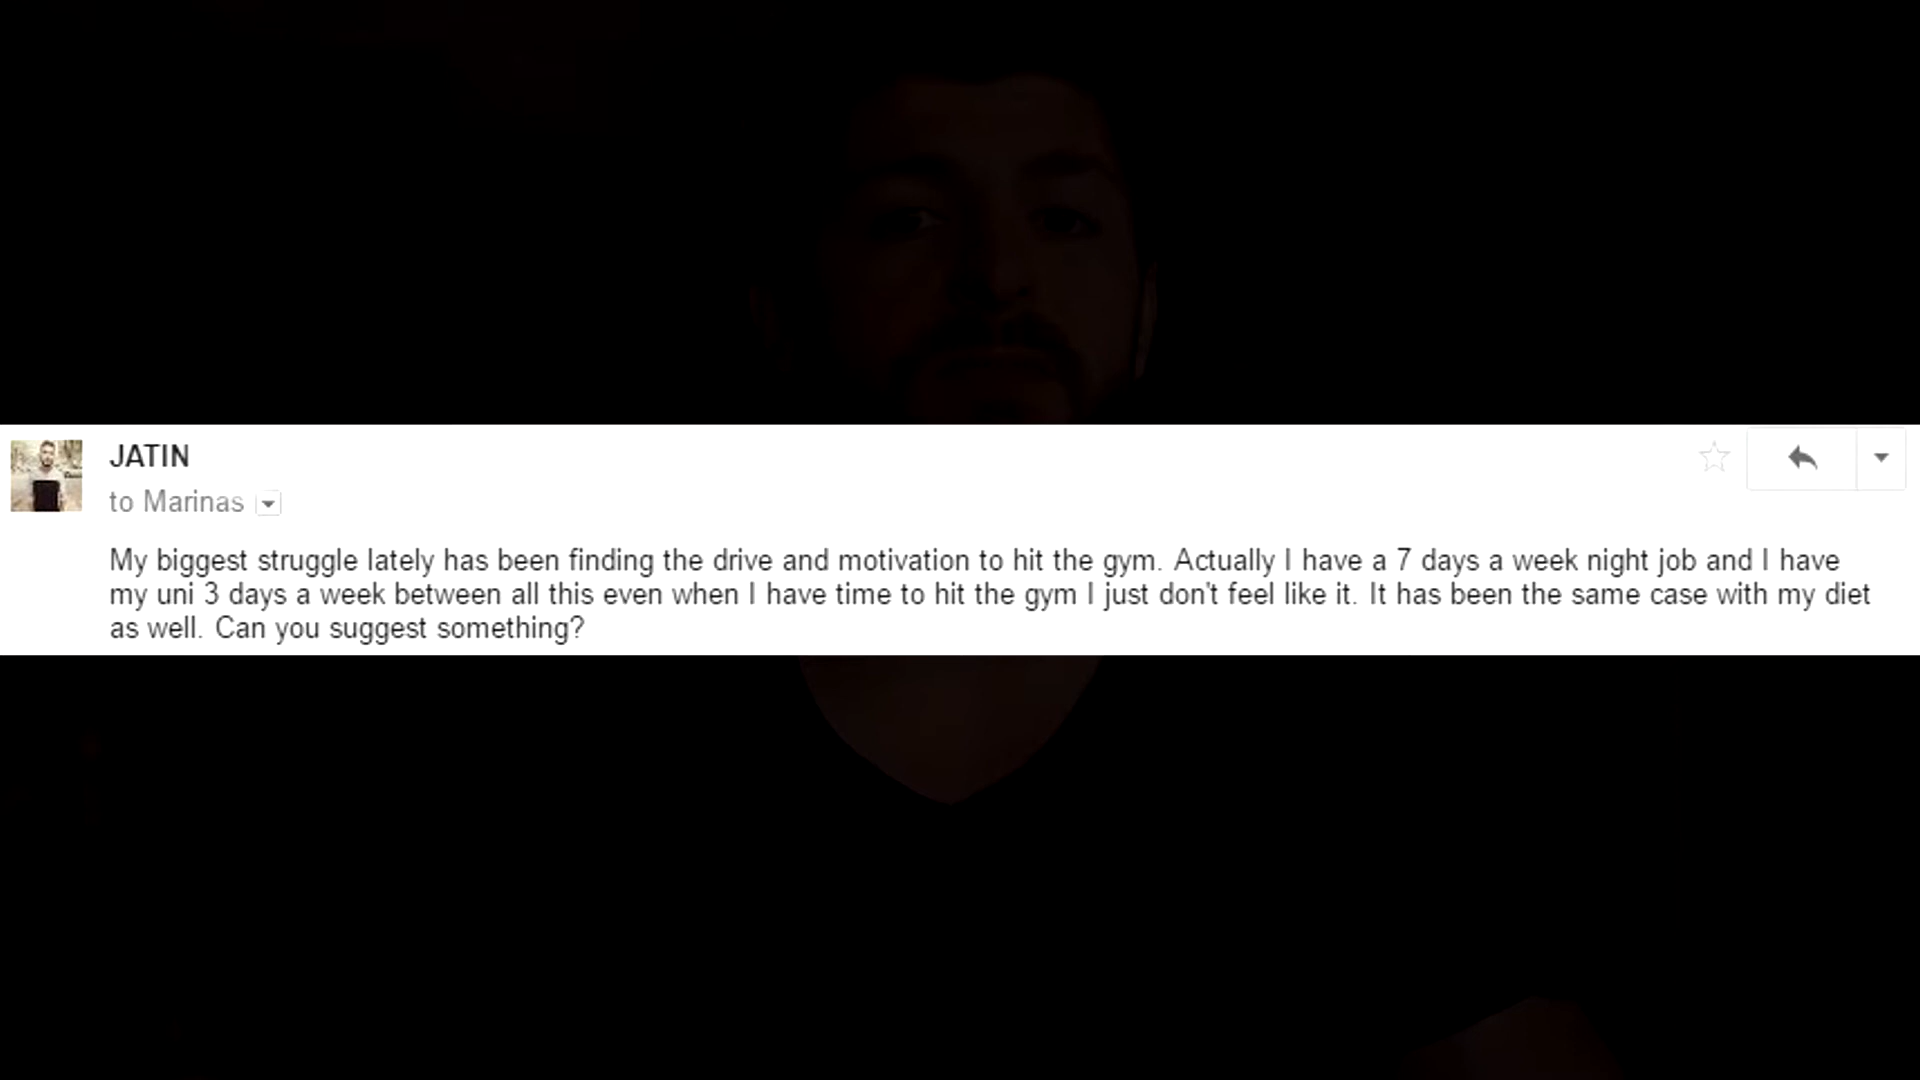 JATIN
to Marinas
My biggest struggle lately has been finding the drive and motivation to hit the gym. Actually I have a 7 days a week night job and I have
my uni 3 days a week between all this even when I have time to hit the gym I just don't feel like it. It has been the same case with my diet
as well. Can you suggest something?